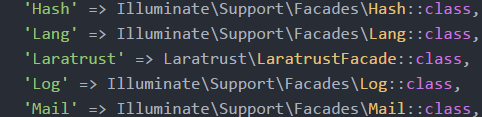 'Hash' => Illuminate\Support\Facades\Hash::class,
'Lang' => Illuminate\Support\Facades\Lang::class,
'Laratrust' => Laratrust\LaratrustFacade::class,
'Log' => Illuminate\Support\Facades\Log::class,
'Mail' => Illuminate\Support\Facades\Mail::class,